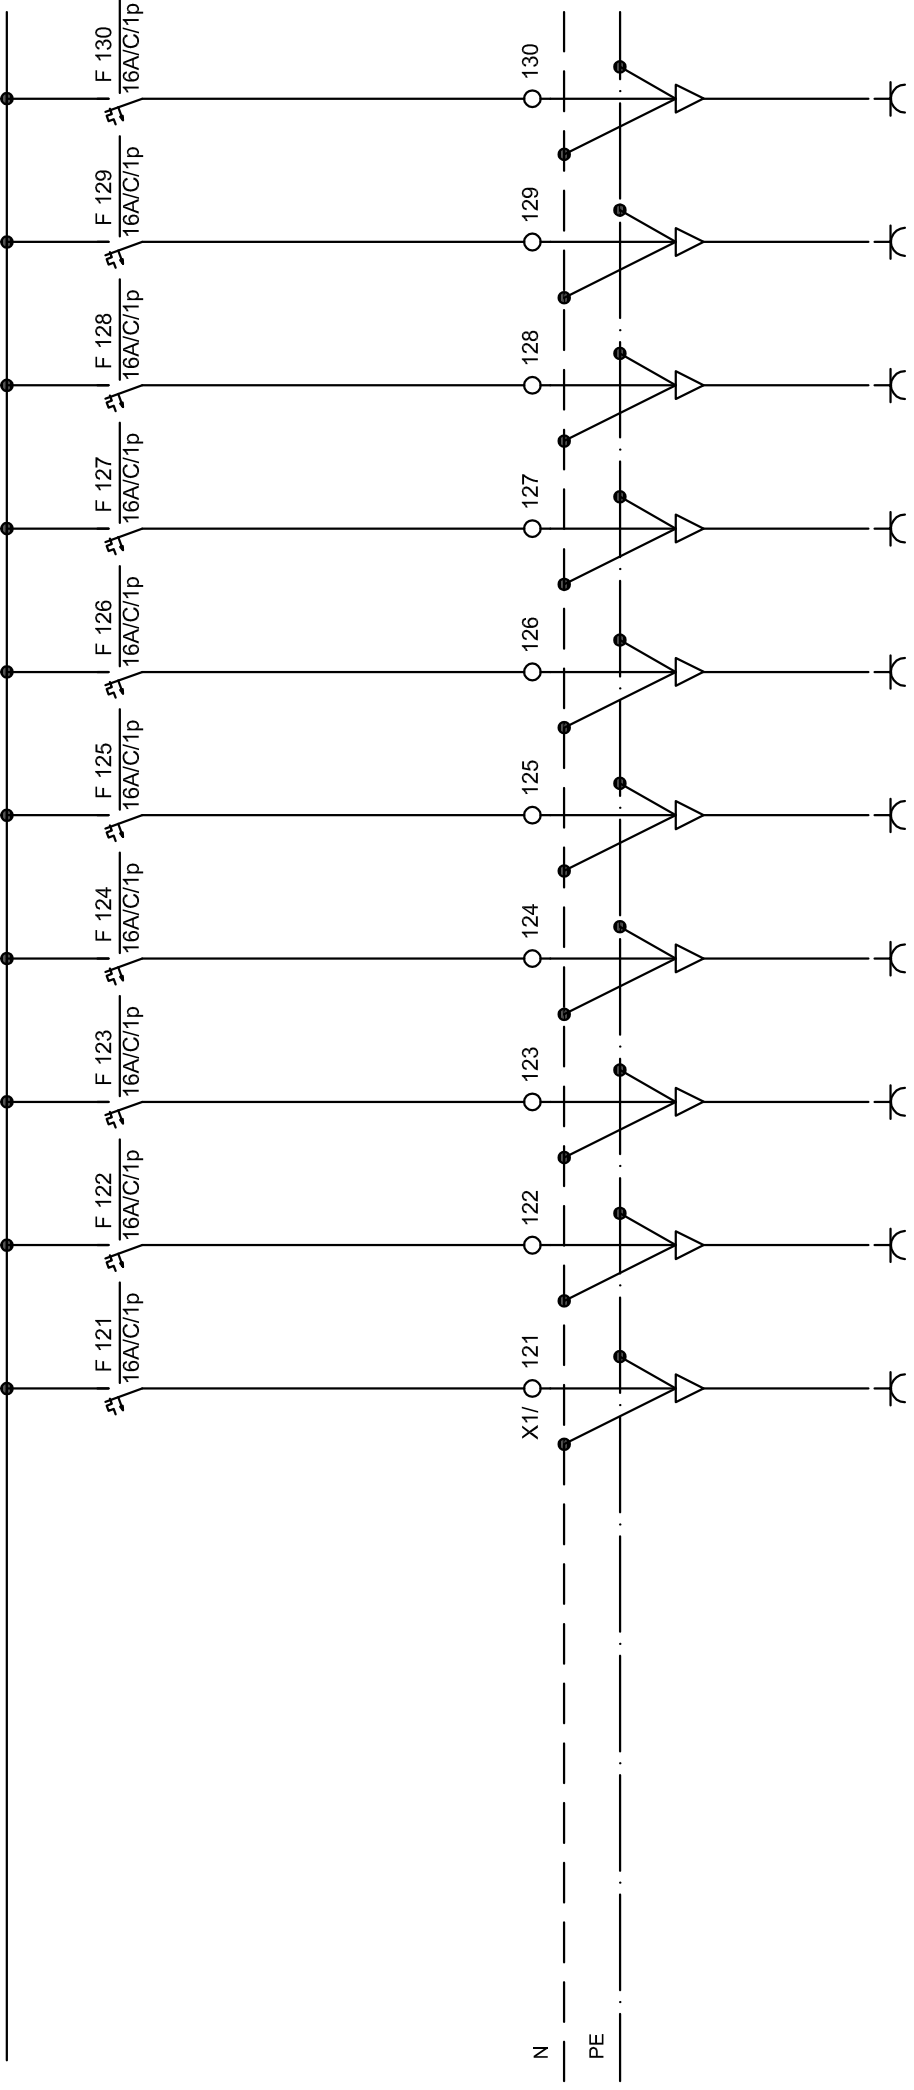 F 121
16A/C/1p
F 122
16A/C/1p
F 123
16A/C/1p
F 124
16A/C/1p
F 125
16A/C/1p
F 126
16A/C/1p
F 127
16A/C/1p
F 128
16A/C/1p
F 129
16A/C/1p
F 130
16A/C/1p
X1/ 121
122
123
124
125
126
127
128
129
130
N
PE